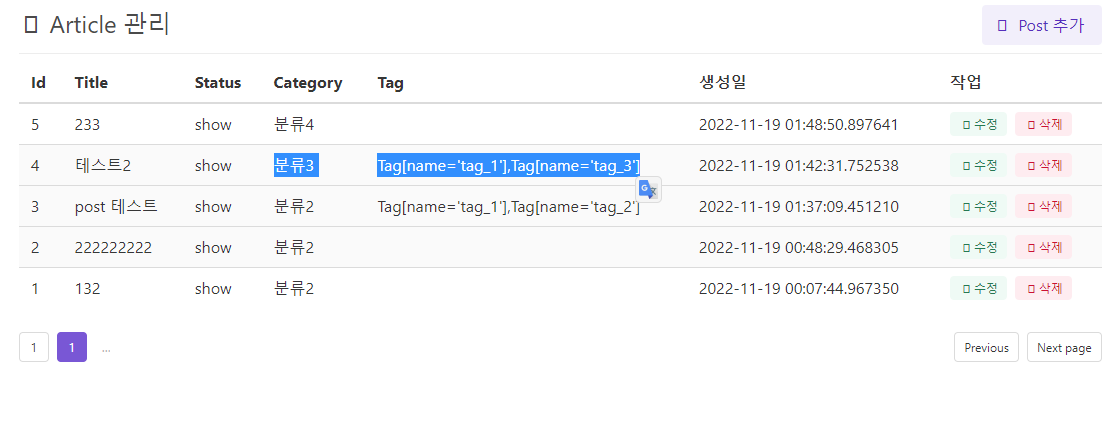 Article 관리
Post 추가
Id Title Status Category Tag 생성일 작업
5 233 show 분류4 2022-11-19 01:48:50.897641 수정 삭제
4 테스트2 show 분류3 Tag[name='tag_1'],Tag[name='tag_3'] 2022-11-19 01:42:31.752538 수정 삭제
3 post 테스트 show 분류2 Tag[name='tag_1'],Tag[name='tag_2'] 2022-11-19 01:37:09.451210 수정 삭제
2 222222222 show 분류2 2022-11-19 00:48:29.468305 수정 삭제
1 132 show 분류2 2022-11-19 00:07:44.967350 수정 삭제
1 1 ... Previous Next page